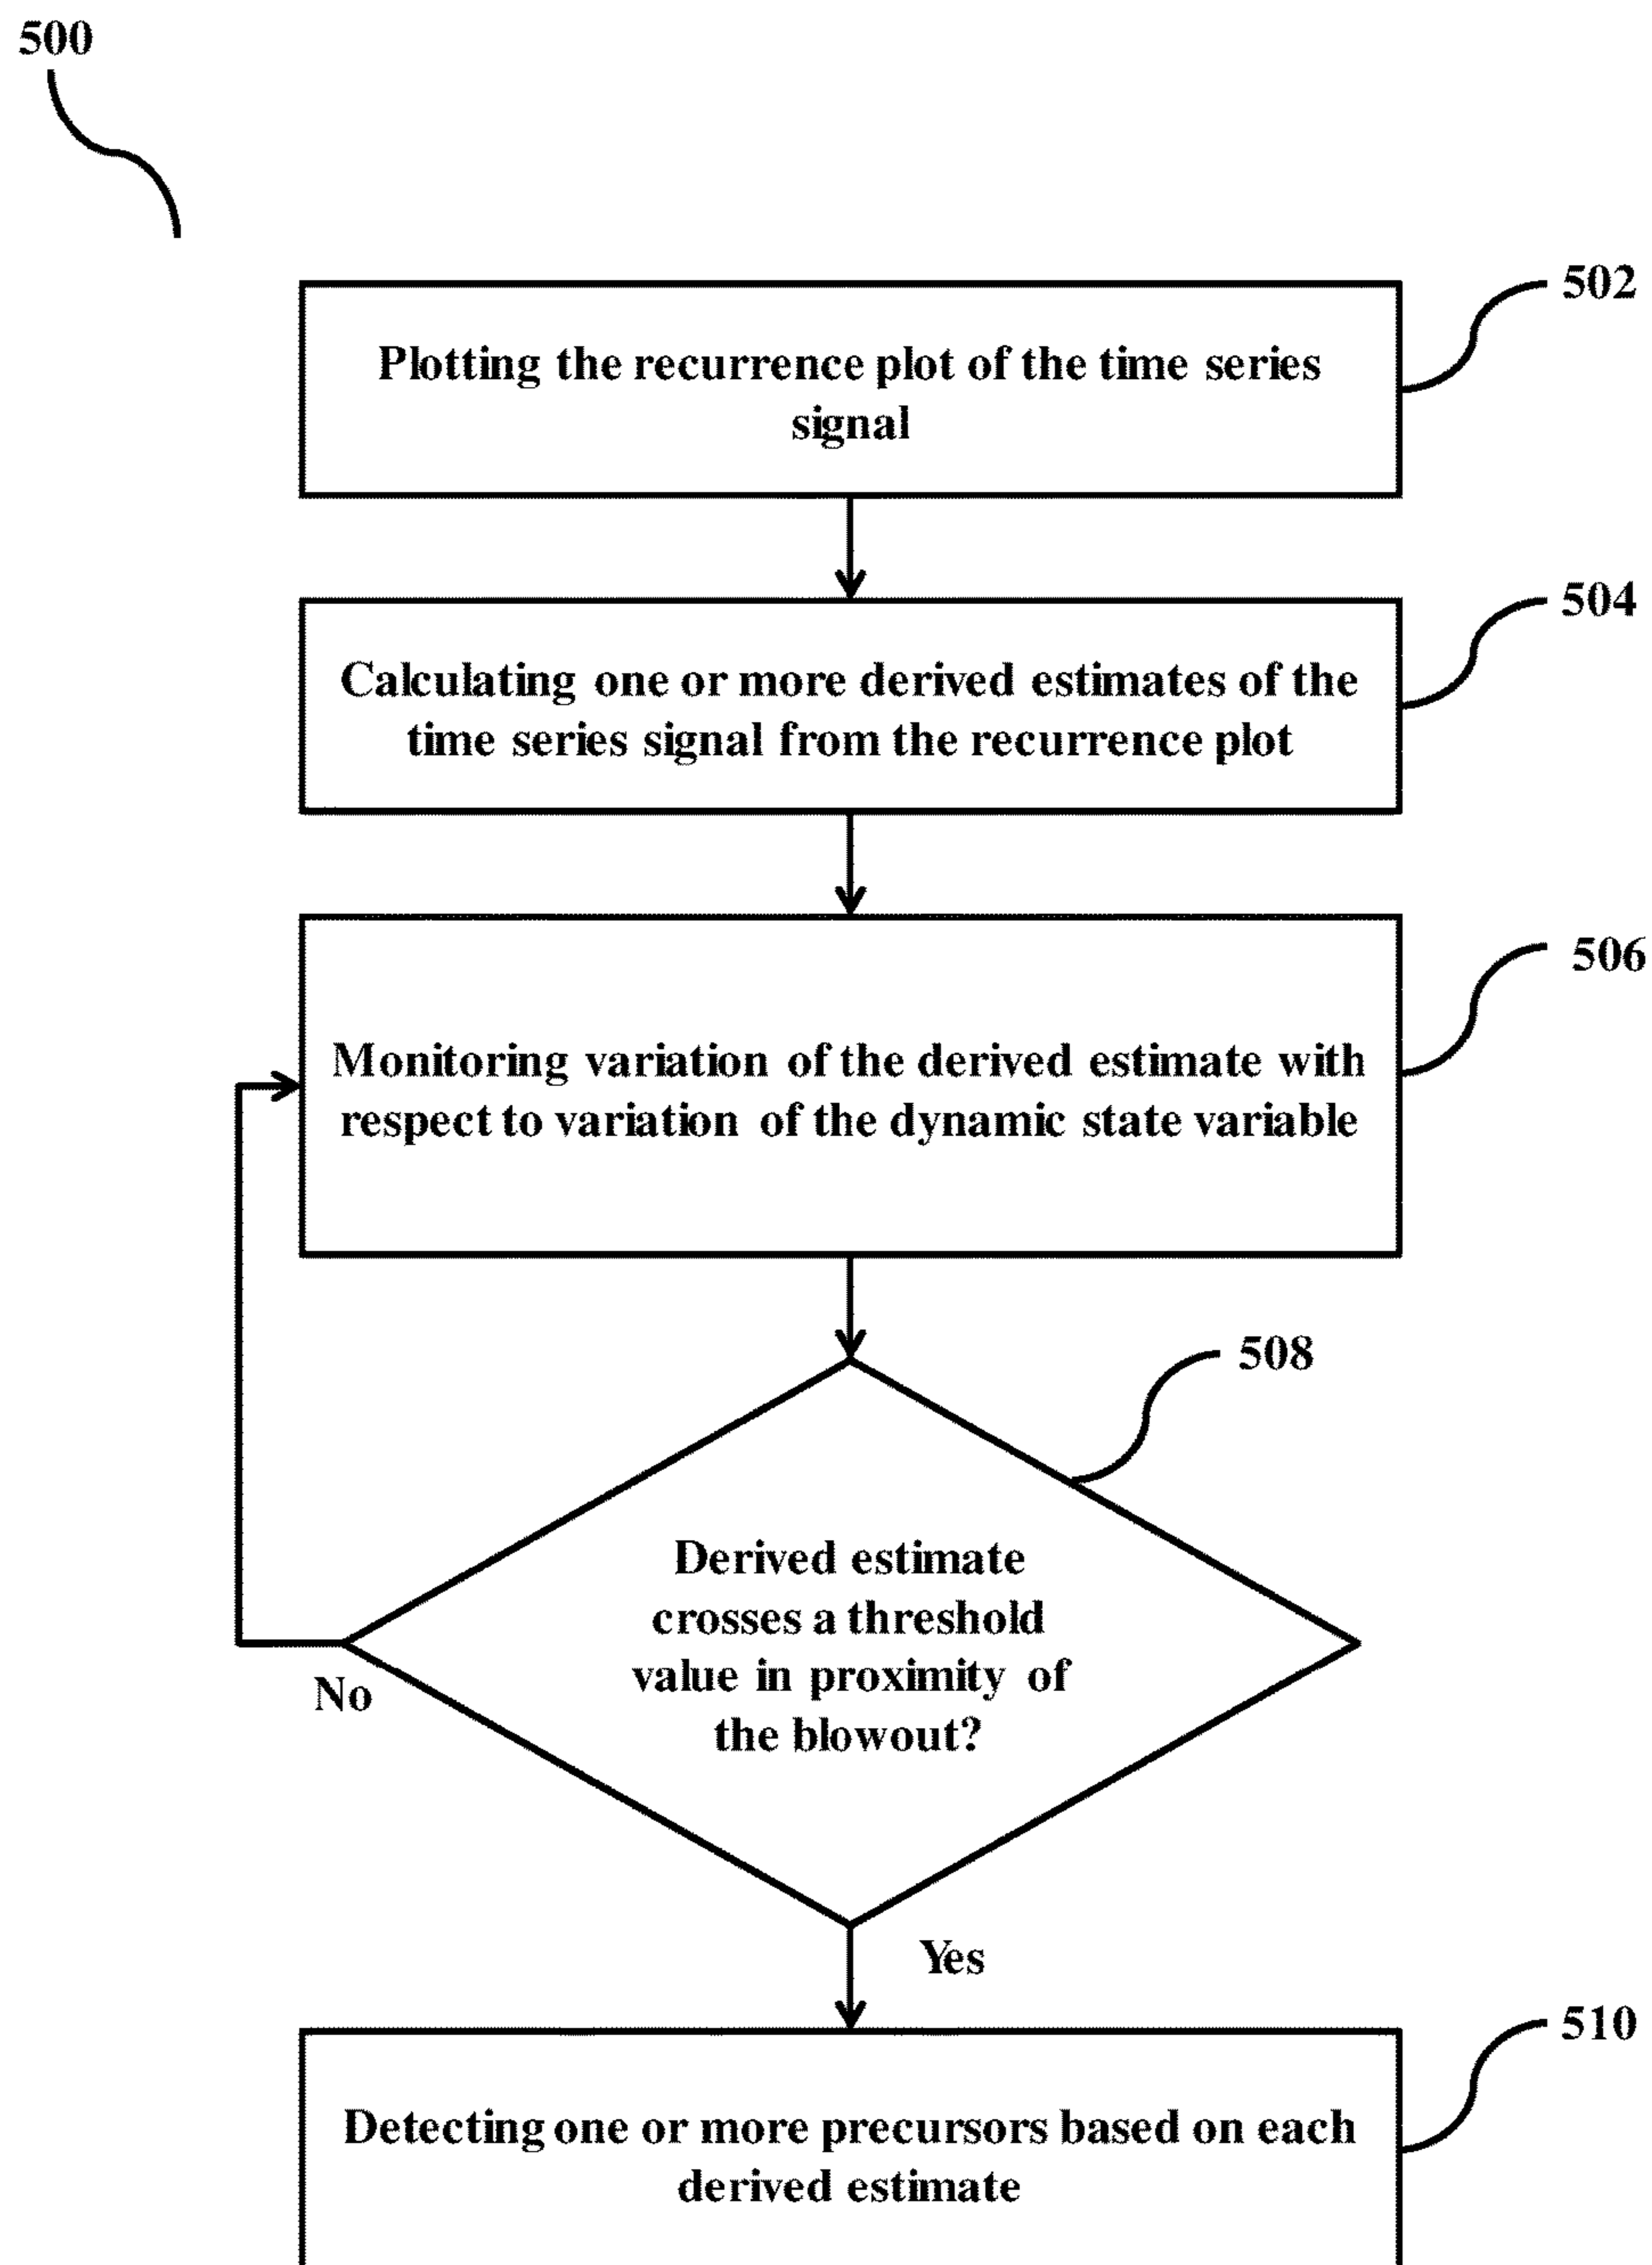 500
502
Plotting the recurrence plot of the time series
signal
504
Calculating one or more derived estimates of the
time series signal from the recurrence plot
506
Monitoring variation of the derived estimate with
respect to variation of the dynamic state variable
508
Derived estimate
crosses a threshold
value in proximity of
the blowout?
No
Yes
510
Detecting one or more precursors based on each
derived estimate